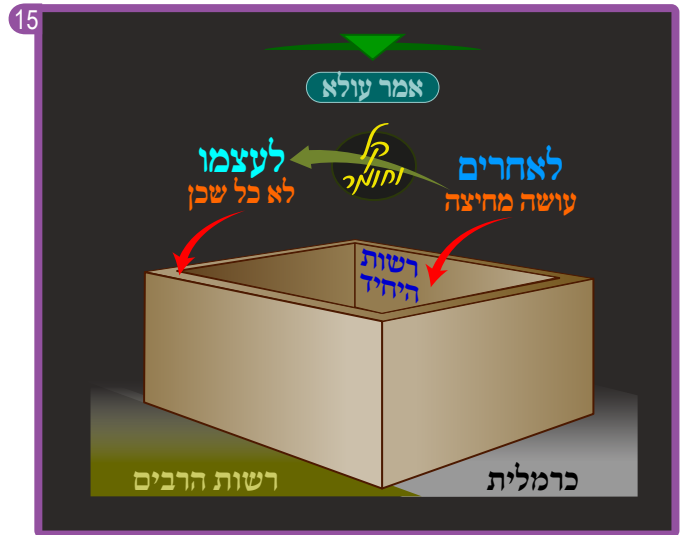 15
אמר עולא
לאחרים
עושה מחיצה
קל
וחומר
לעצמו
לא כל שכן
רשות
היחיד
כרמלית
רשות הרבים